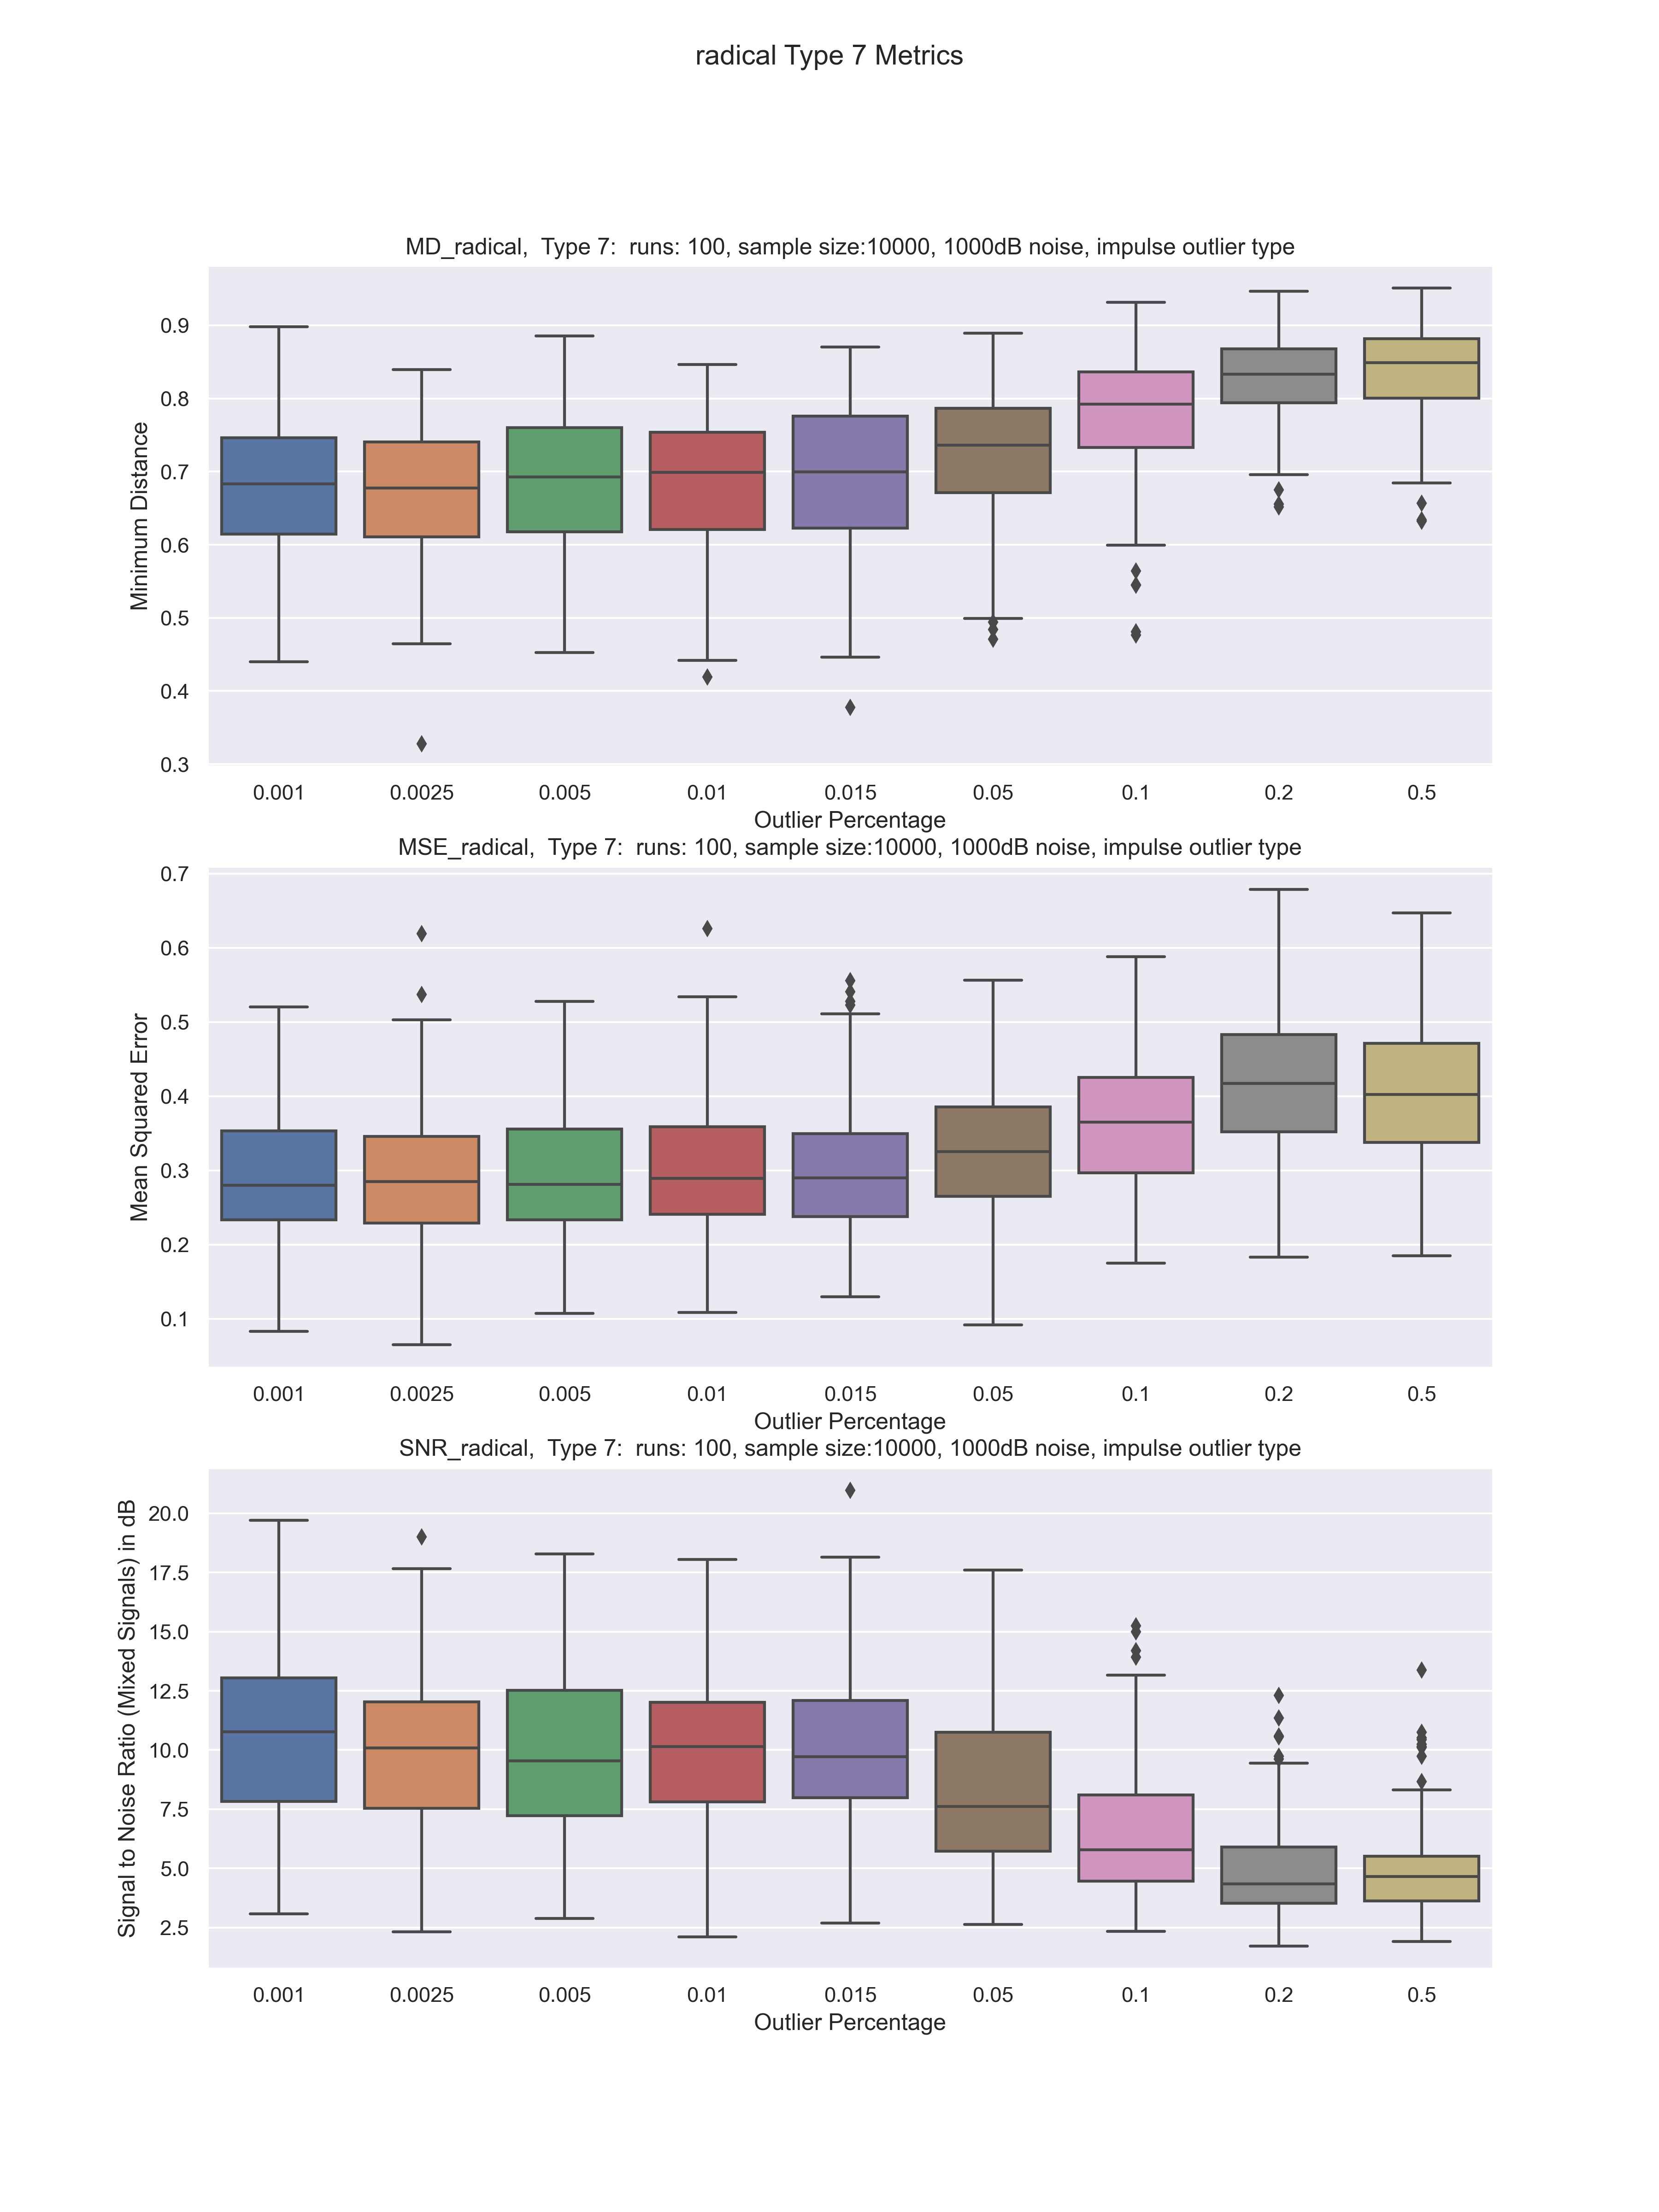 radical Type 7 Metrics
MD_radical,  Type 7:  runs: 100, sample size:10000, 1000dB noise, impulse outlier type
Minimum Distance
0.9
0.8
0.7
0.6
0.5
0.4
0.3
0.001 0.0025 0.005 0.01 0.015 0.05 0.1 0.2 0.5
Outlier Percentage
MSE_radical,  Type 7:  runs: 100, sample size:10000, 1000dB noise, impulse outlier type
Mean Squared Error
0.7
0.6
0.5
0.4
0.3
0.2
0.1
0.001 0.0025 0.005 0.01 0.015 0.05 0.1 0.2 0.5
Outlier Percentage
SNR_radical,  Type 7:  runs: 100, sample size:10000, 1000dB noise, impulse outlier type
Signal to Noise Ratio (Mixed Signals) in dB
20.0
17.5
15.0
12.5
10.0
7.5
5.0
2.5
0.001 0.0025 0.005 0.01 0.015 0.05 0.1 0.2 0.5
Outlier Percentage